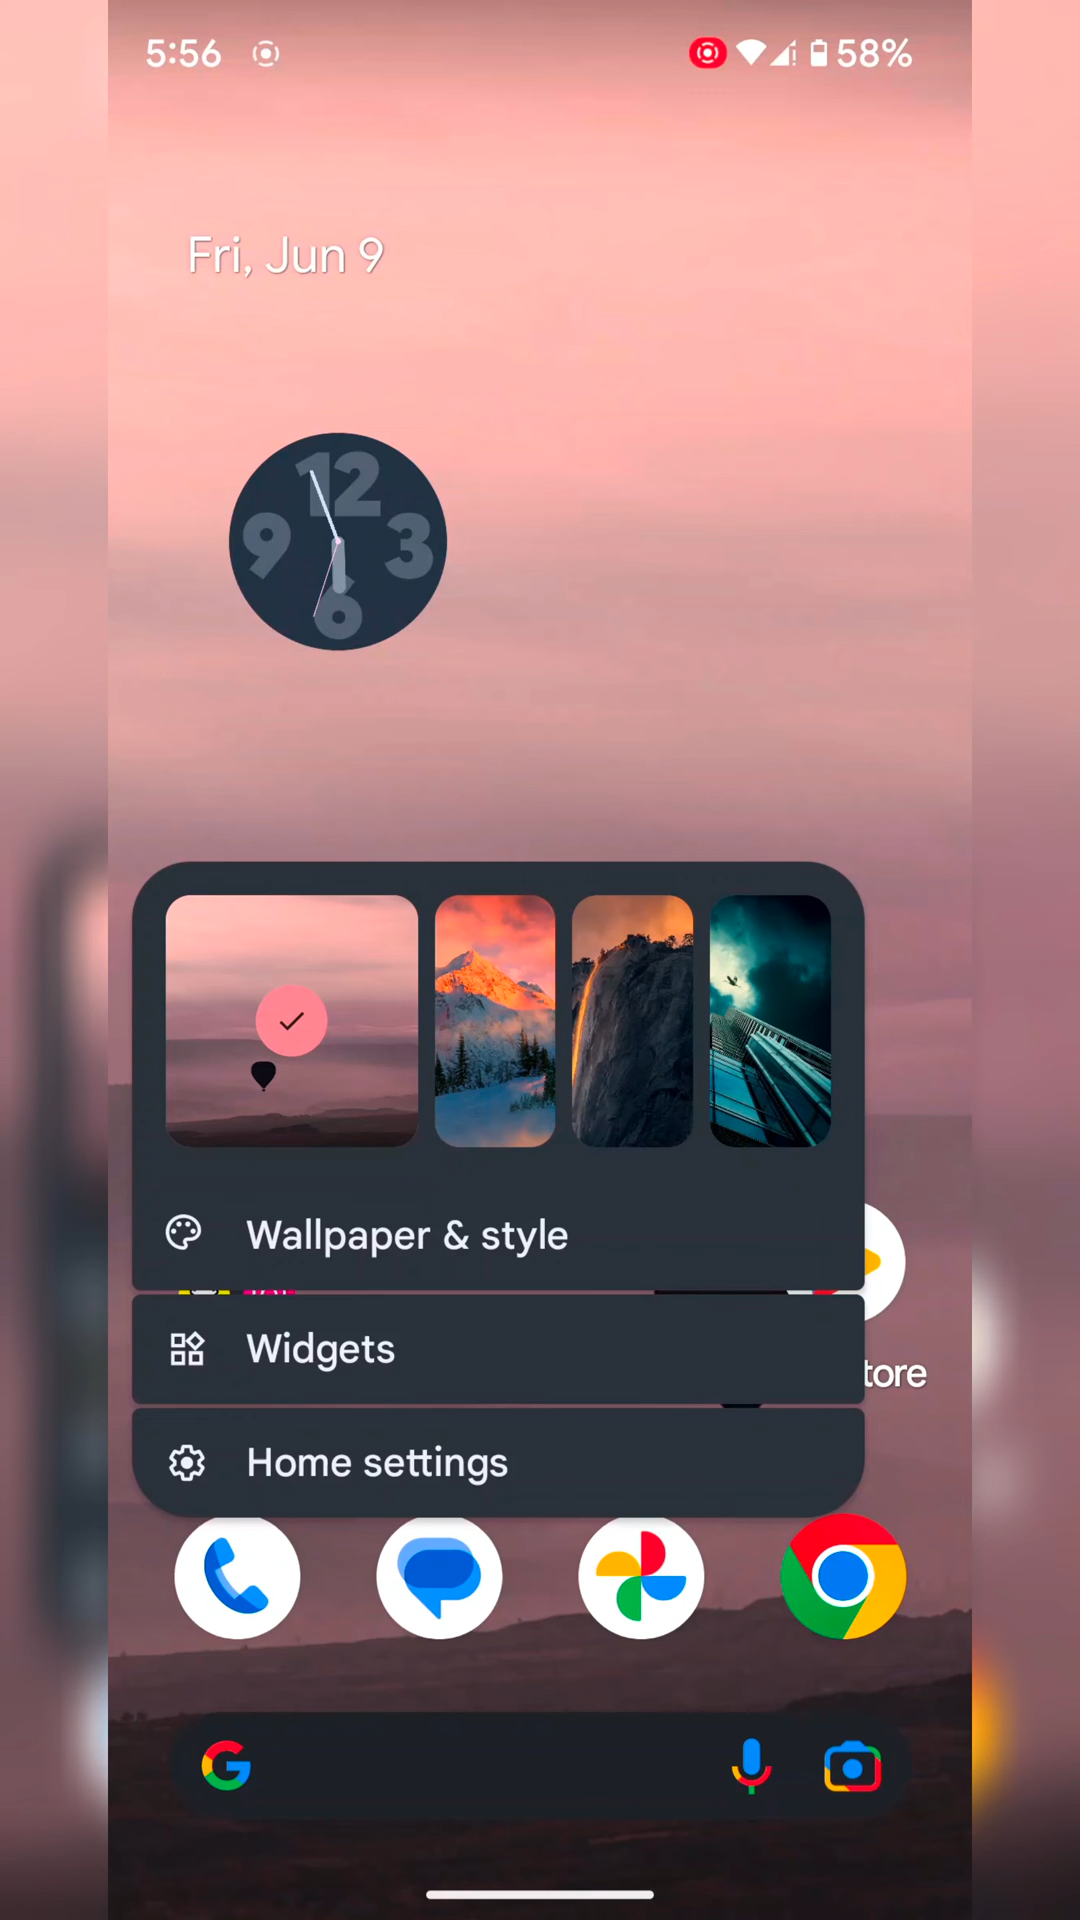 5:56 58%
Fri, Jun 9
12
9 3
6
Wallpaper & style
Widgets
tore
Home settings